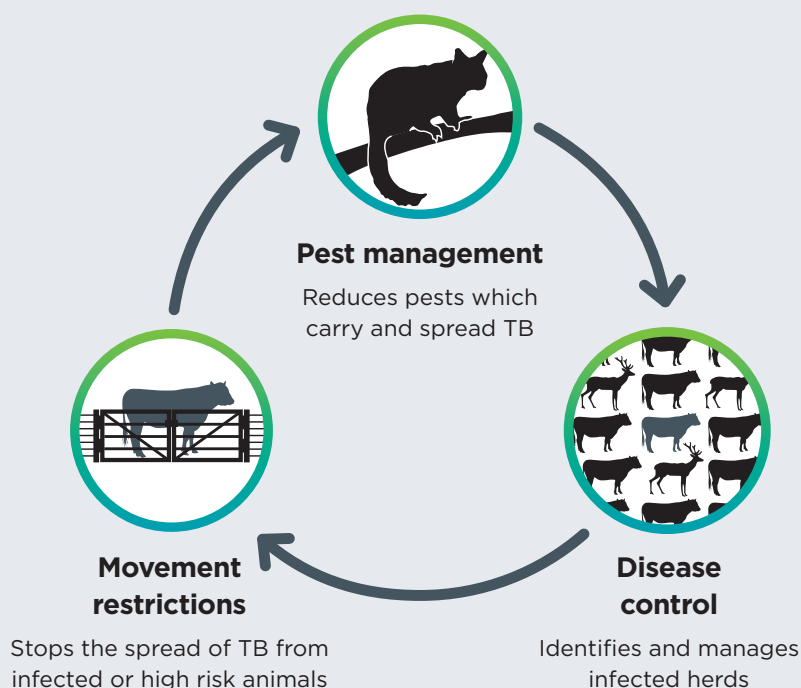 Pest management
Reduces pests which
carry and spread TB
Movement
restrictions
Stops the spread of TB from
infected or high risk animals
Disease
control
Identifies and manages
infected herds